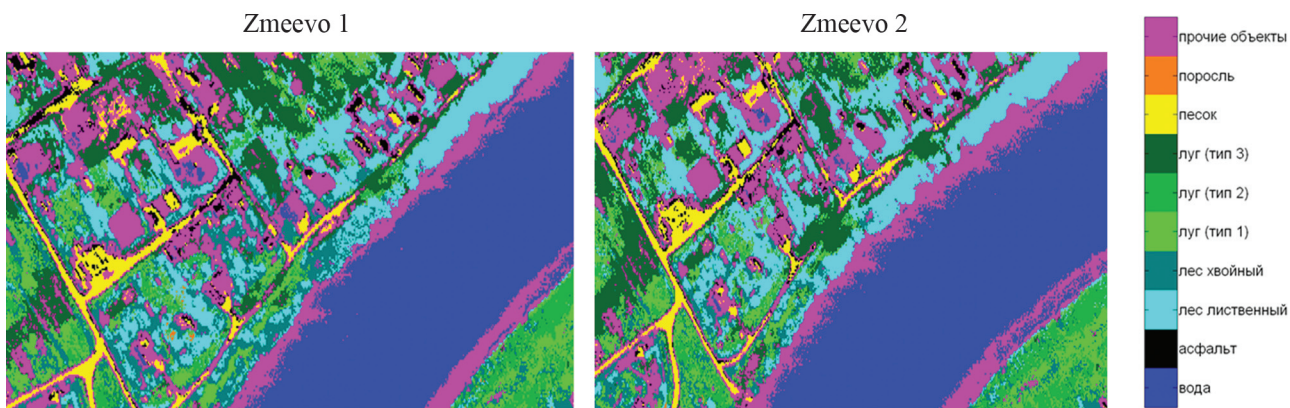 Zmeevo 1
Zmeevo 2
прочие объекты
поросль
песок
луг (тип 3)
луг (тип 2)
луг (тип 1)
лес хвойный
лес лиственный
асфальт
вода